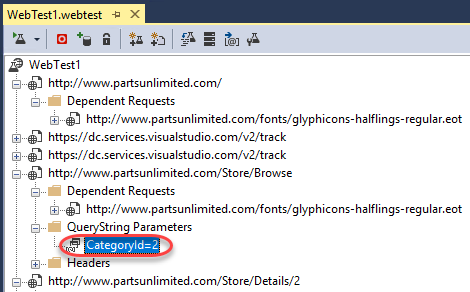 WebTest1.webtest
WebTest1
http://www.partsunlimited.com/
Dependent Requests
http://www.partsunlimited.com/fonts/glyphicons-halflings-regular.eot
https://dc.services.visualstudio.com/v2/track
https://dc.services.visualstudio.com/v2/track
http://www.partsunlimited.com/Store/Browse
Dependent Requests
http://www.partsunlimited.com/fonts/glyphicons-halflings-regular.eot
QueryString Parameters
CategoryId=2
Headers
http://www.partsunlimited.com/Store/Details/2